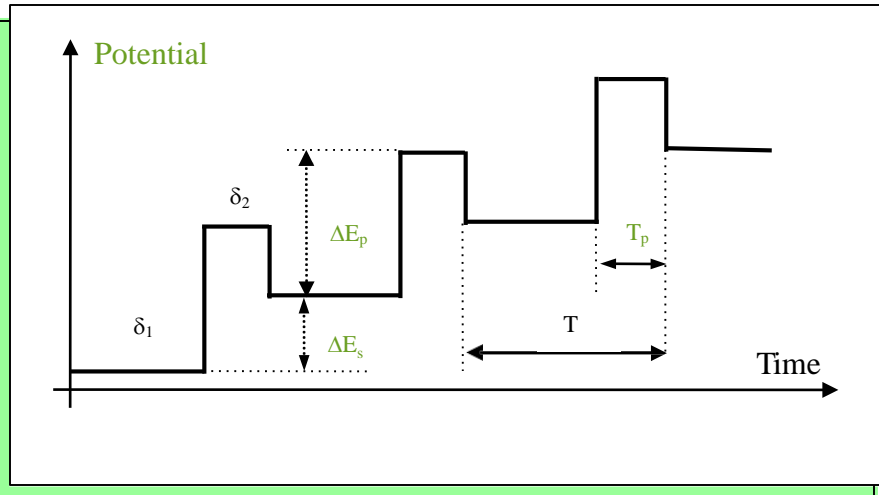 Potential
δ₂
ΔEₚ
Tₚ
δ₁
T
ΔEₛ
Time